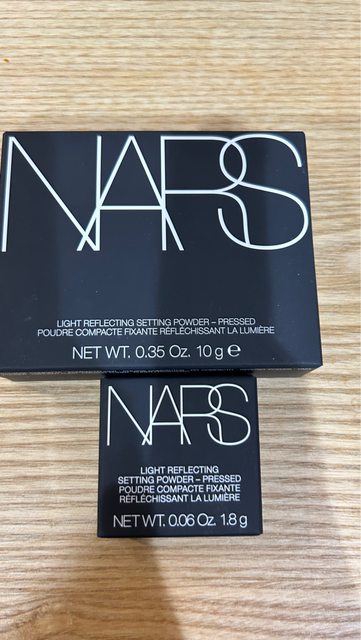 NARS
LIGHT REFLECTING SETTING POWDER – PRESSED
POUDRE COMPACTE FIXANTE RÉFLÉCHISSANT LA LUMIÈRE
NET WT. 0.35 Oz. 10 g ℮
NARS
LIGHT REFLECTING
SETTING POWDER – PRESSED
POUDRE COMPACTE FIXANTE
RÉFLÉCHISSANT LA LUMIÈRE
NET WT. 0.06 Oz. 1.8 g